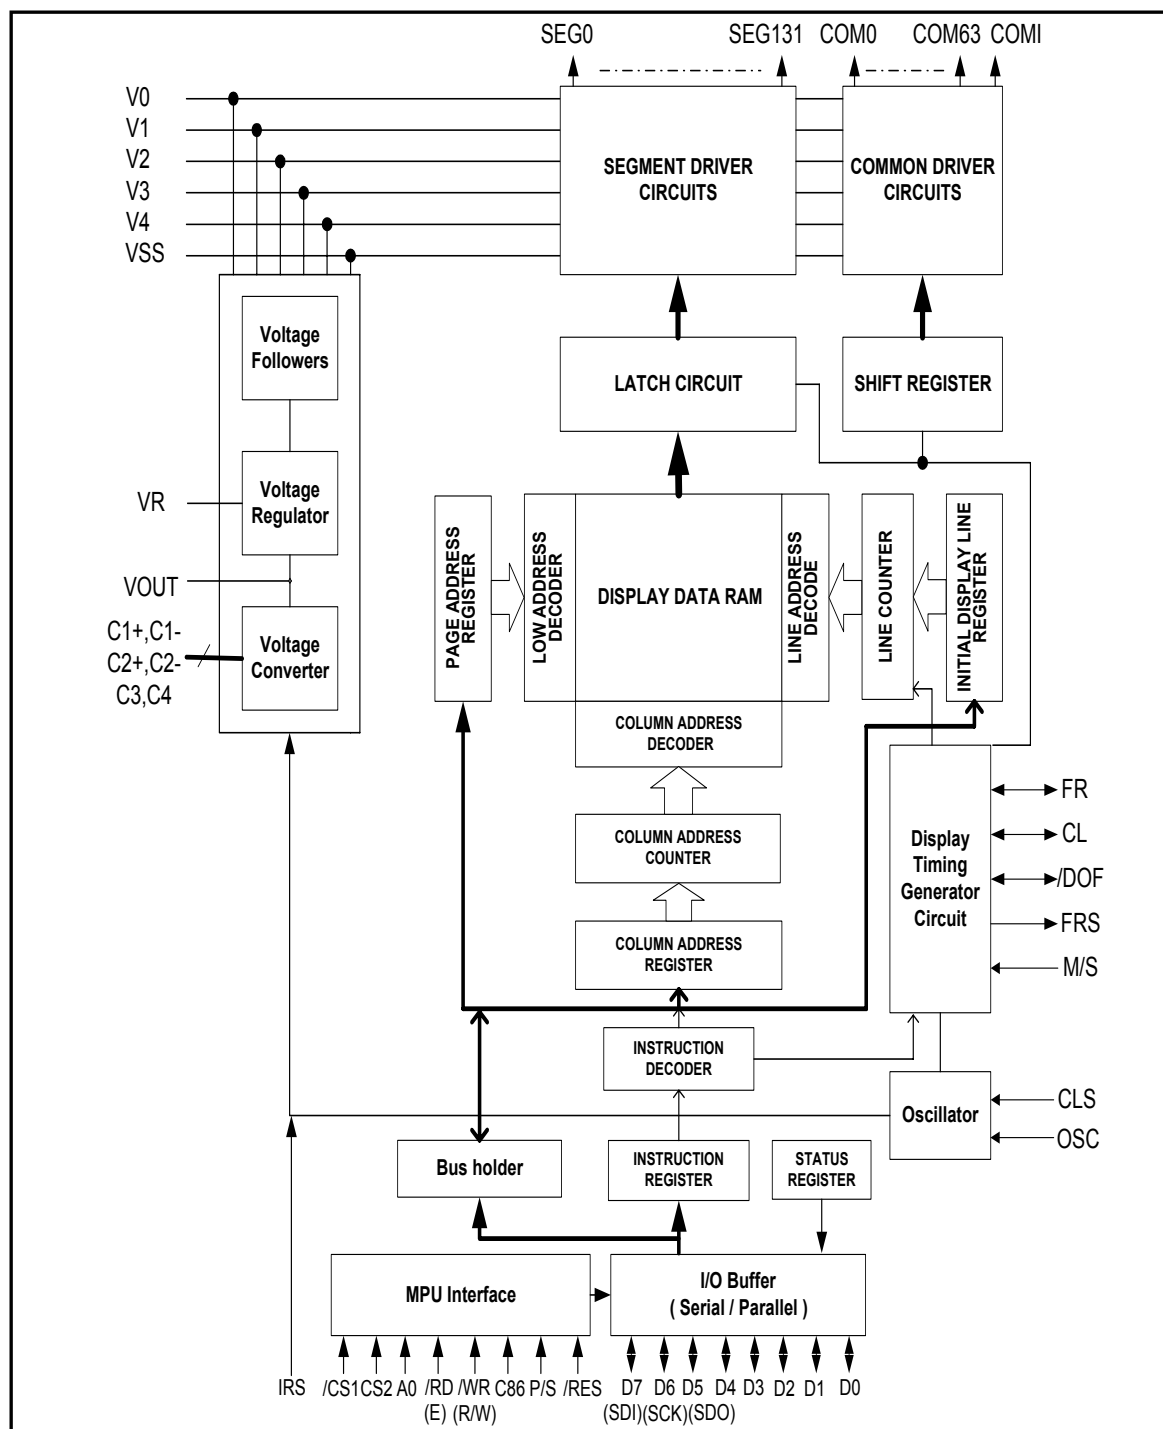 SEG0 SEG131 COM0 COM63 COMI
V0
V1
V2
V3
V4
VSS
SEGMENT DRIVER
CIRCUITS
COMMON DRIVER
CIRCUITS
Voltage
Followers
LATCH CIRCUIT
SHIFT REGISTER
VR
Voltage
Regulator
VOUT
C1+,C1-
C2+,C2-
C3,C4
Voltage
Converter
PAGE ADDRESS
REGISTER
LOW ADDRESS
DECODER
DISPLAY DATA RAM
LINE ADDRESS
DECODE
LINE COUNTER
INITIAL DISPLAY LINE
REGISTER
COLUMN ADDRESS
DECODER
COLUMN ADDRESS
COUNTER
COLUMN ADDRESS
REGISTER
Display
Timing
Generator
Circuit
FR
CL
/DOF
FRS
M/S
INSTRUCTION
DECODER
Oscillator
CLS
OSC
Bus holder
INSTRUCTION
REGISTER
STATUS
REGISTER
MPU Interface
I/O Buffer
( Serial / Parallel )
IRS /CS1 CS2 A0 /RD /WR C86 P/S /RES D7 D6 D5 D4 D3 D2 D1 D0
(E) (R/W) (SDI) (SCK) (SDO)